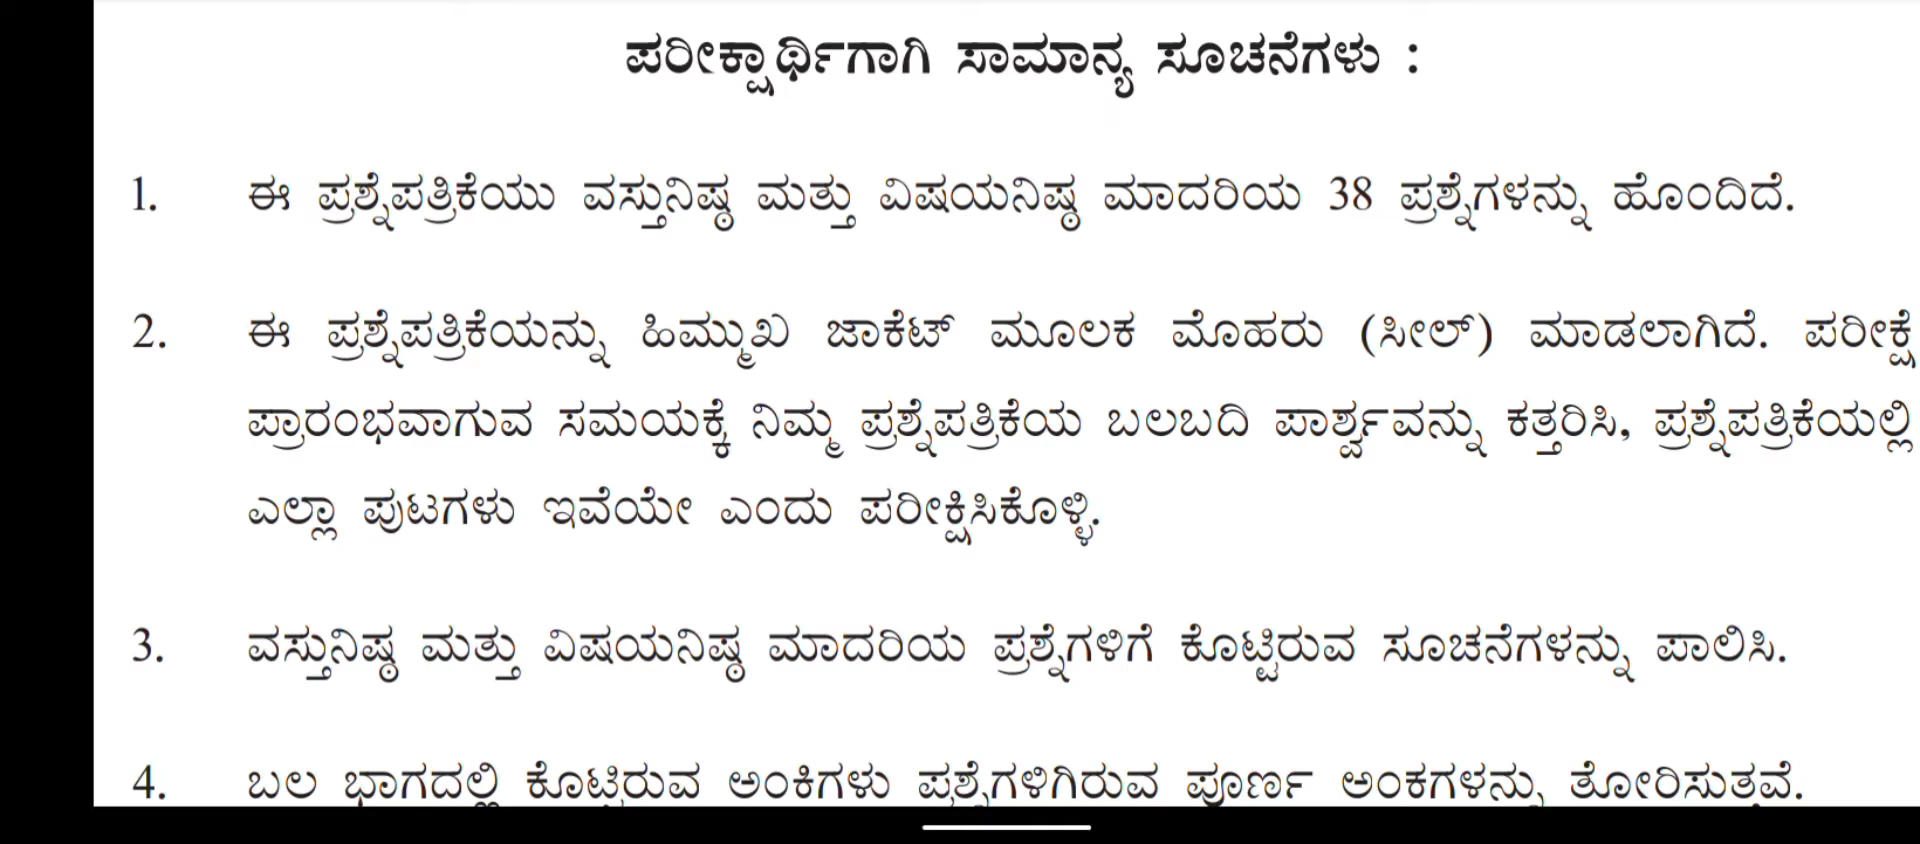 ಪರೀಕ್ಷಾರ್ಥಿಗಾಗಿ ಸಾಮಾನ್ಯ ಸೂಚನೆಗಳು :
1. ಈ ಪ್ರಶ್ನೆಪತ್ರಿಕೆಯು ವಸ್ತುನಿಷ್ಠ ಮತ್ತು ವಿಷಯನಿಷ್ಠ ಮಾದರಿಯ 38 ಪ್ರಶ್ನೆಗಳನ್ನು ಹೊಂದಿದೆ.
2. ಈ ಪ್ರಶ್ನೆಪತ್ರಿಕೆಯನ್ನು ಹಿಮ್ಮುಖ ಜಾಕೆಟ್ ಮೂಲಕ ಮೊಹರು (ಸೀಲ್) ಮಾಡಲಾಗಿದೆ. ಪರೀಕ್ಷೆ
ಪ್ರಾರಂಭವಾಗುವ ಸಮಯಕ್ಕೆ ನಿಮ್ಮ ಪ್ರಶ್ನೆಪತ್ರಿಕೆಯ ಬಲಬದಿ ಪಾರ್ಶ್ವವನ್ನು ಕತ್ತರಿಸಿ, ಪ್ರಶ್ನೆಪತ್ರಿಕೆಯಲ್ಲಿ
ಎಲ್ಲಾ ಪುಟಗಳು ಇವೆಯೇ ಎಂದು ಪರೀಕ್ಷಿಸಿಕೊಳ್ಳಿ.
3. ವಸ್ತುನಿಷ್ಠ ಮತ್ತು ವಿಷಯನಿಷ್ಠ ಮಾದರಿಯ ಪ್ರಶ್ನೆಗಳಿಗೆ ಕೊಟ್ಟಿರುವ ಸೂಚನೆಗಳನ್ನು ಪಾಲಿಸಿ.
4. ಬಲ ಭಾಗದಲ್ಲಿ ಕೊಟ್ಟಿರುವ ಅಂಕಿಗಳು ಪ್ರಶ್ನೆಗಳಿಗಿರುವ ಪೂರ್ಣ ಅಂಕಗಳನ್ನು ತೋರಿಸುತ್ತವೆ.